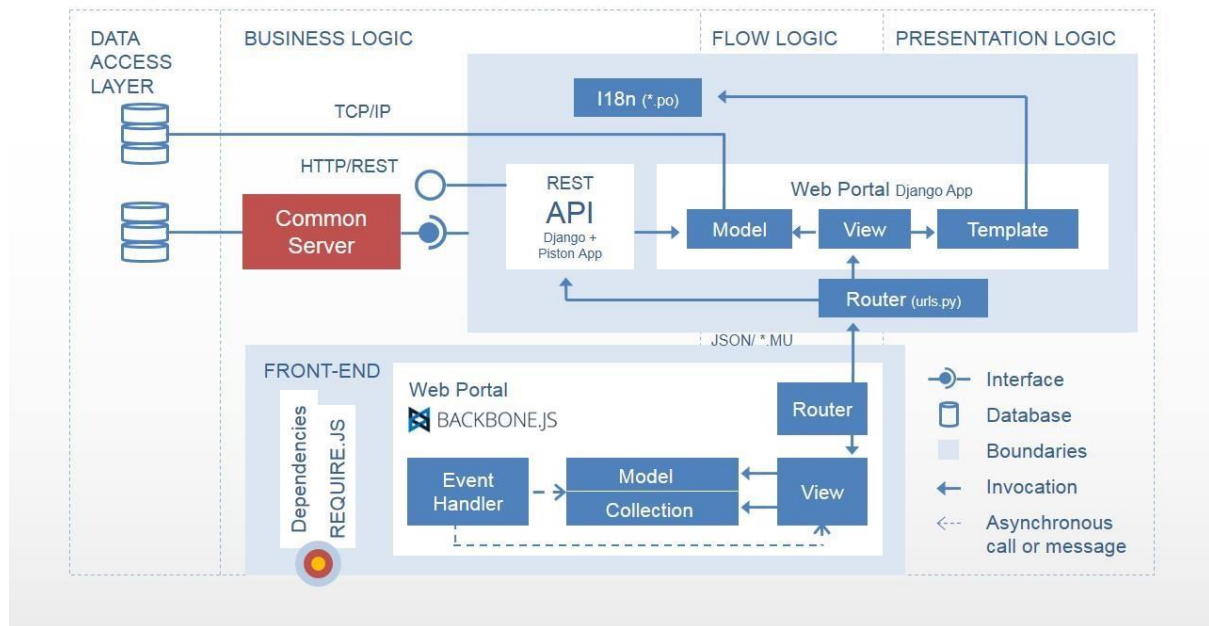 DATA
ACCESS
LAYER
BUSINESS LOGIC
FLOW LOGIC
PRESENTATION LOGIC
I18n (*.po)
TCP/IP
HTTP/REST
REST
API
Django +
Piston App
Web Portal Django App
Common
Server
Model
View
Template
Router (urls.py)
JSON/ *.MU
FRONT-END
Dependencies
REQUIRE.JS
Web Portal
BACKBONE.JS
Router
Event
Handler
Model
Collection
View
Interface
Database
Boundaries
Invocation
Asynchronous
call or message